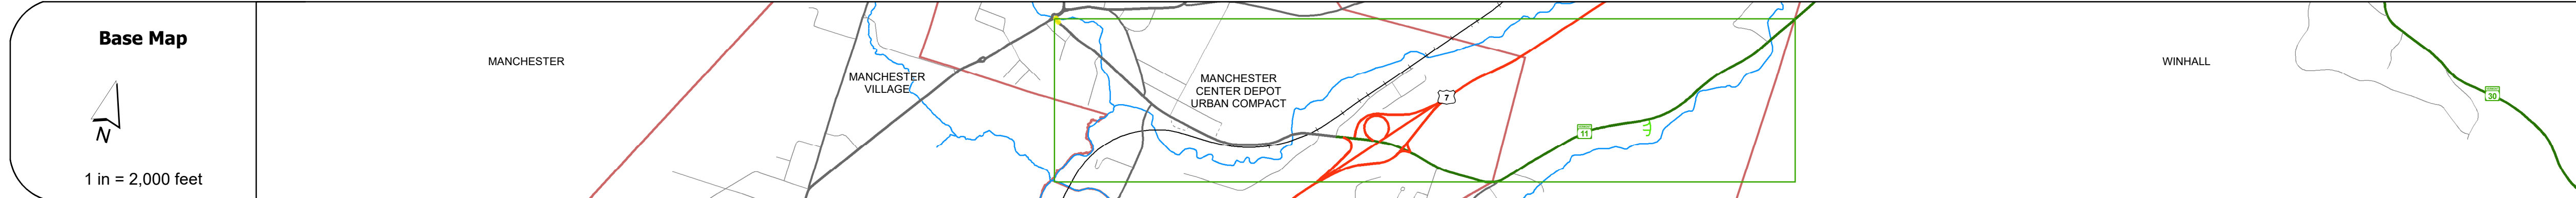 Base Map
N
1 in = 2,000 feet
MANCHESTER
MANCHESTER
VILLAGE
MANCHESTER
CENTER DEPOT
URBAN COMPACT
7
11
WINHALL
30